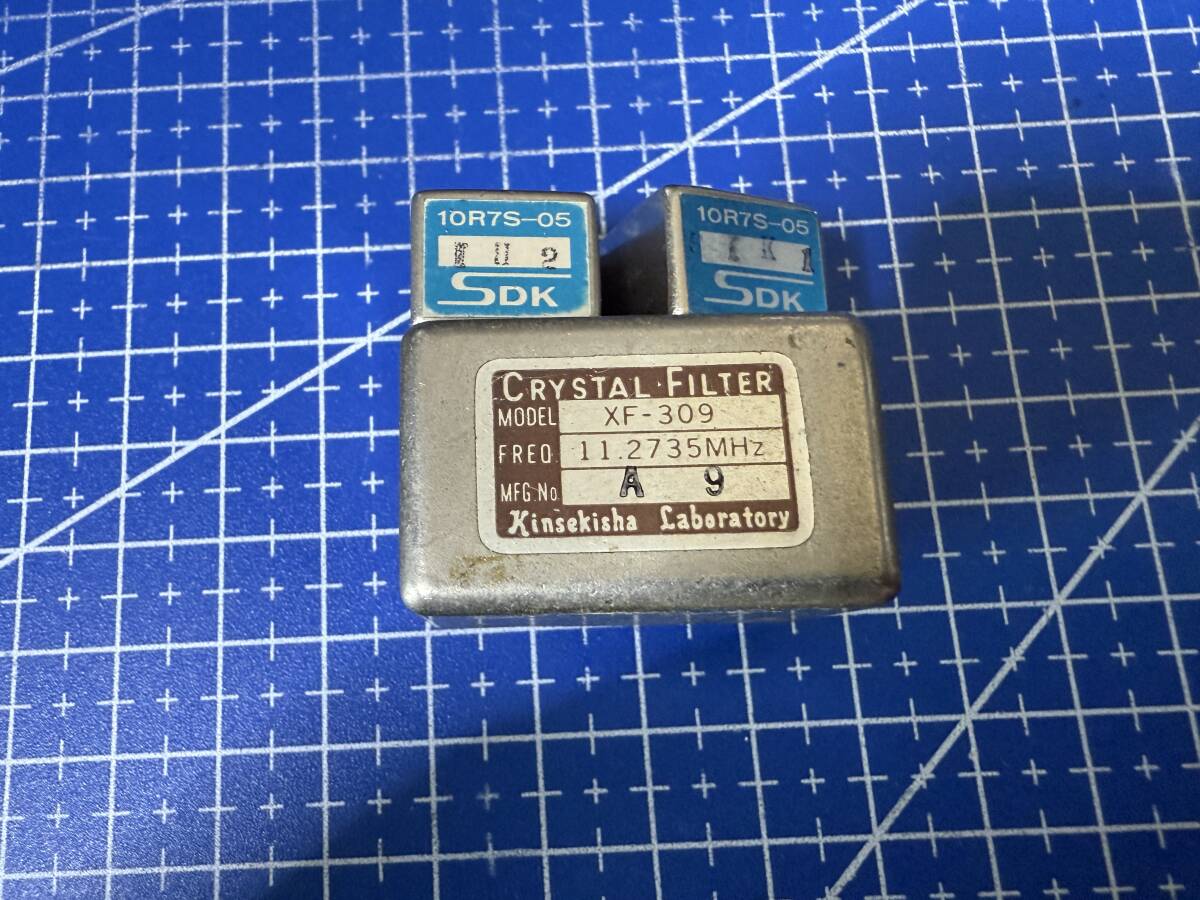 10R7S-05
SDK
10R7S-05
SDK
CRYSTAL FILTER
MODEL XF-309
FREQ. 11.2735MHz
MFG.No. A 9
Kinsekisha Laboratory